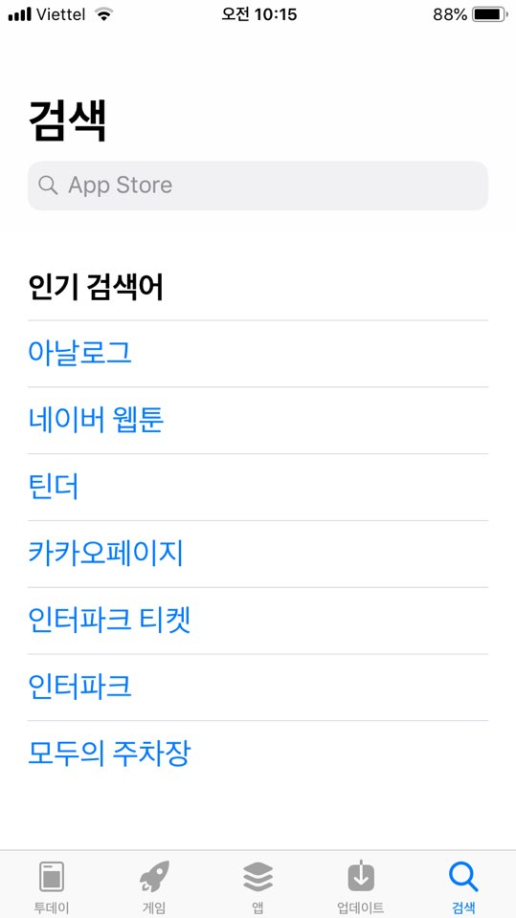 Viettel 오전 10:15 88%
검색
App Store
인기 검색어
아날로그
네이버 웹툰
틴더
카카오페이지
인터파크 티켓
인터파크
모두의 주차장
투데이 게임 앱 업데이트 검색